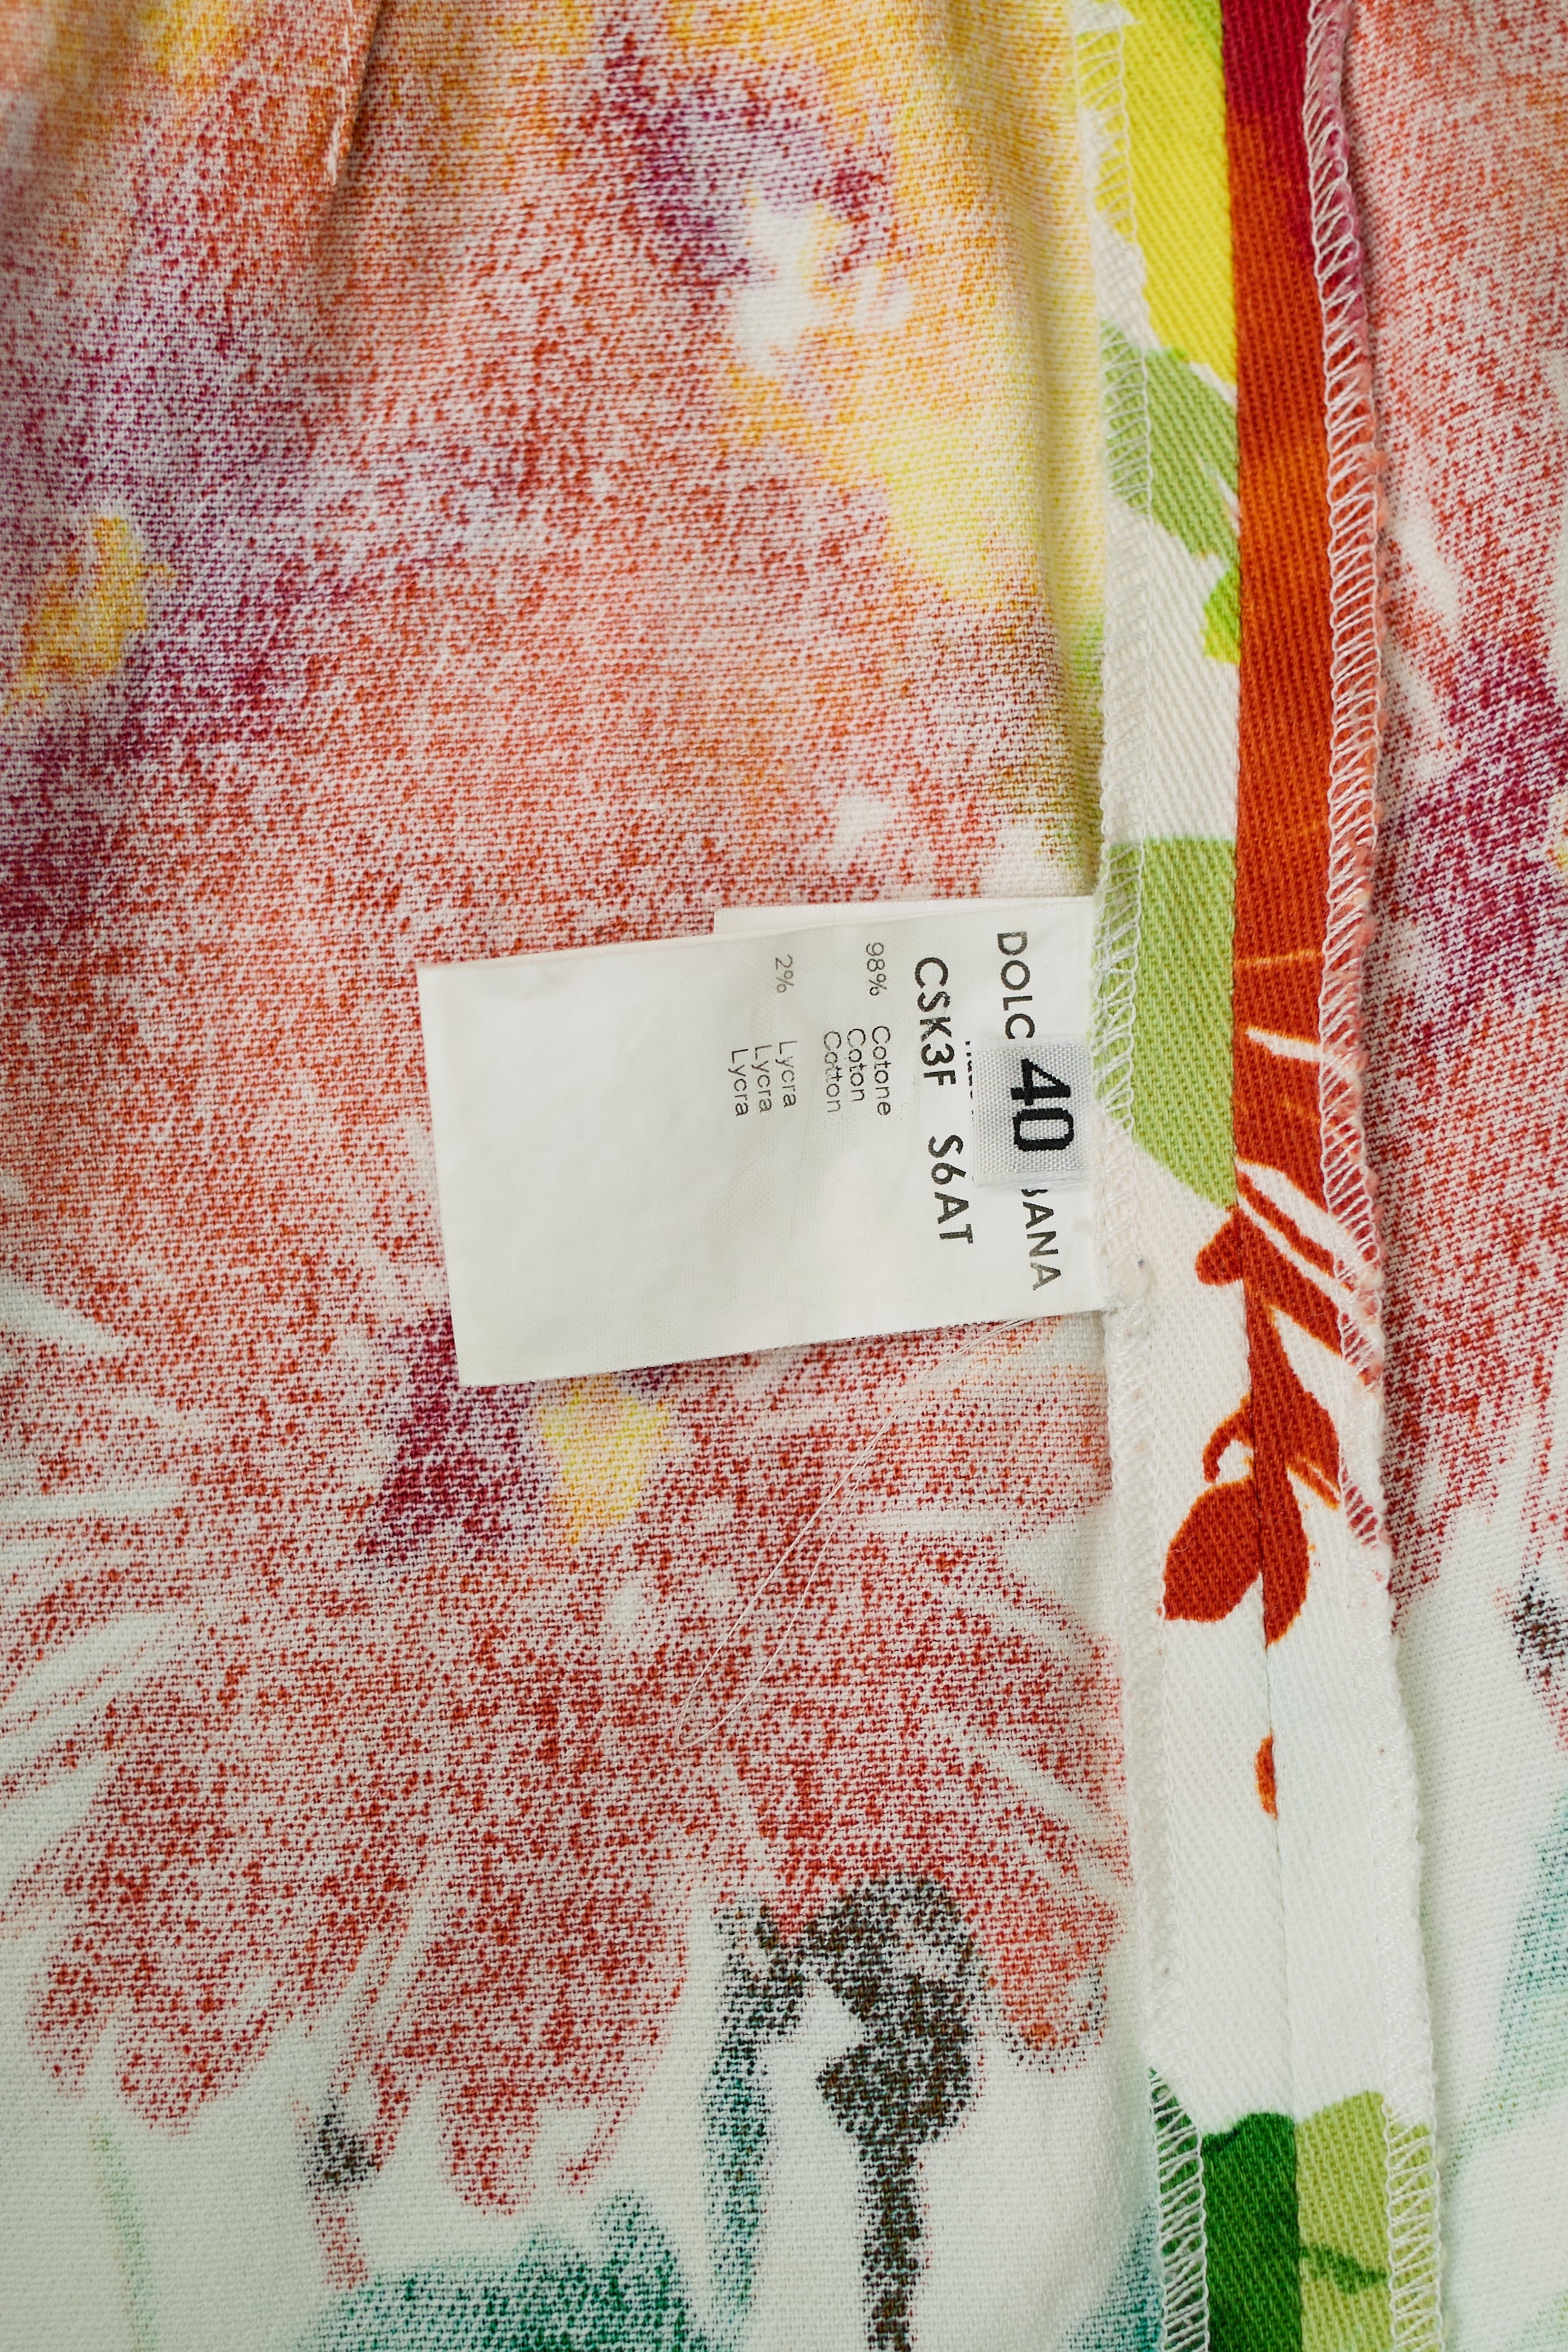 DOLC
40
BANA
CSK3F S6AT
98% Cotone
Coton
Cotton
2% Lycra
Lycra
Lycra